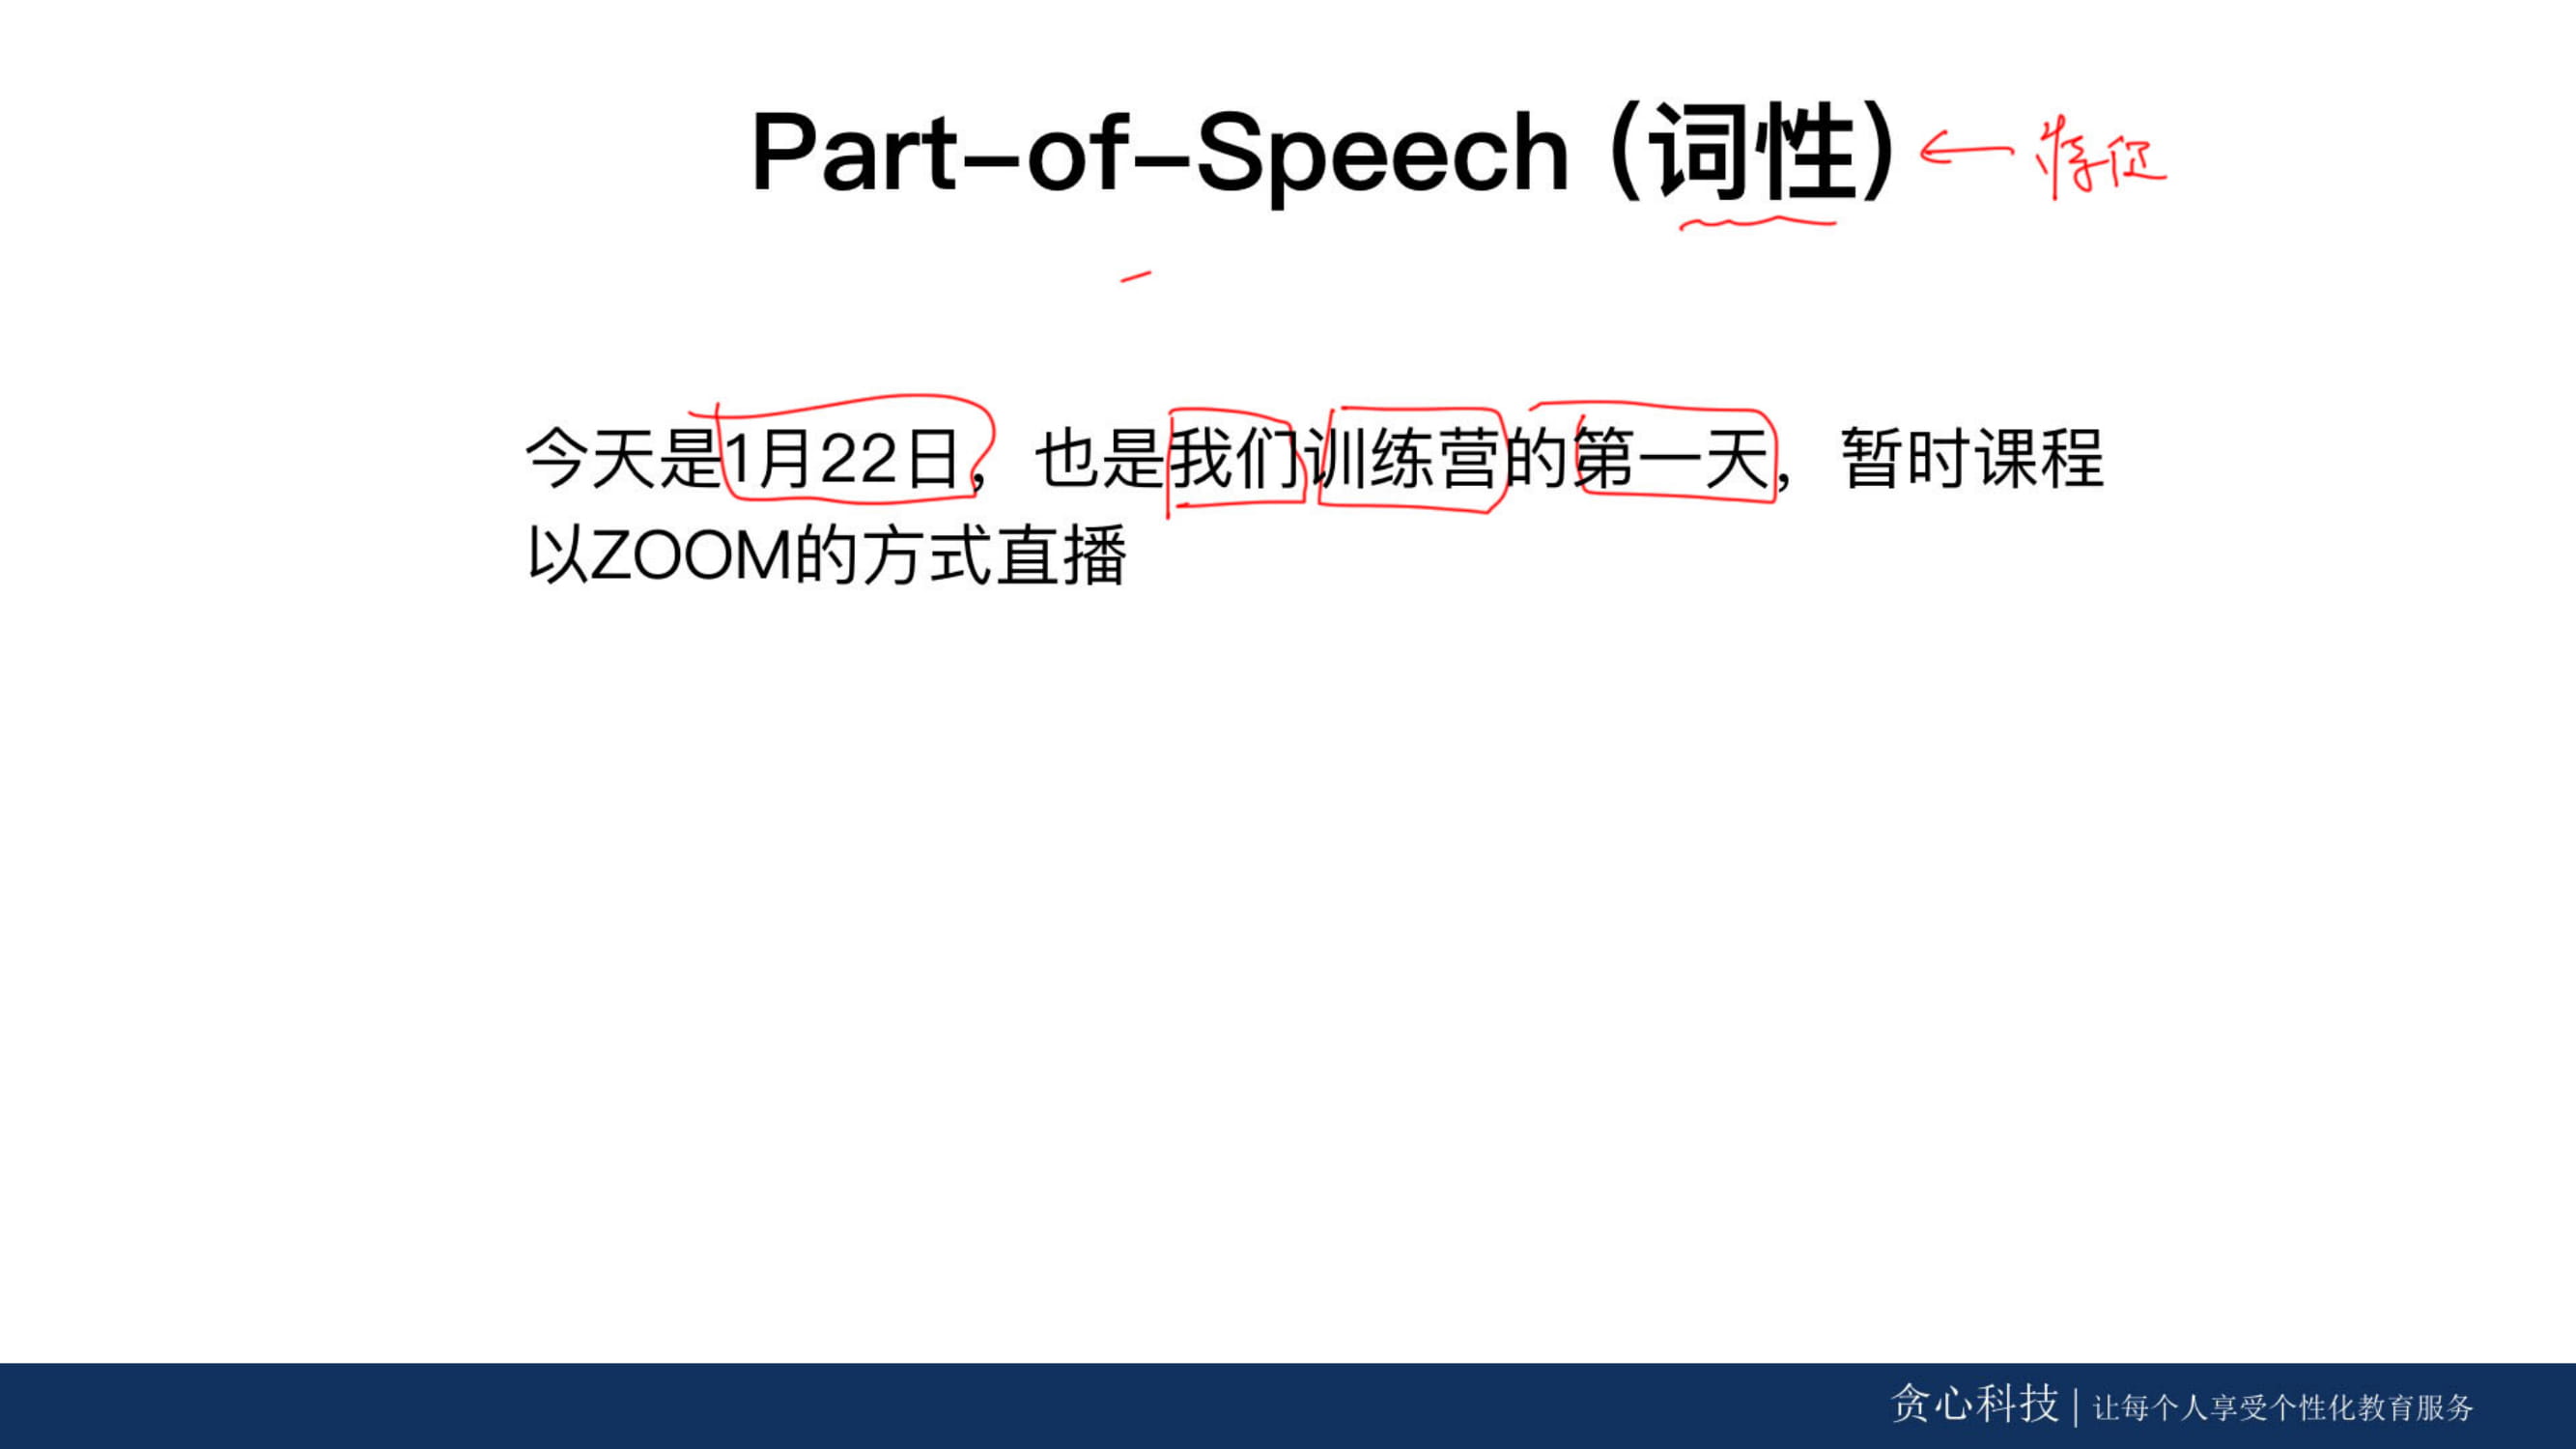 Part-of-Speech (词性) ← 特征
今天是1月22日，也是我们训练营的第一天，暂时课程
以ZOOM的方式直播
贪心科技 | 让每个人享受个性化教育服务